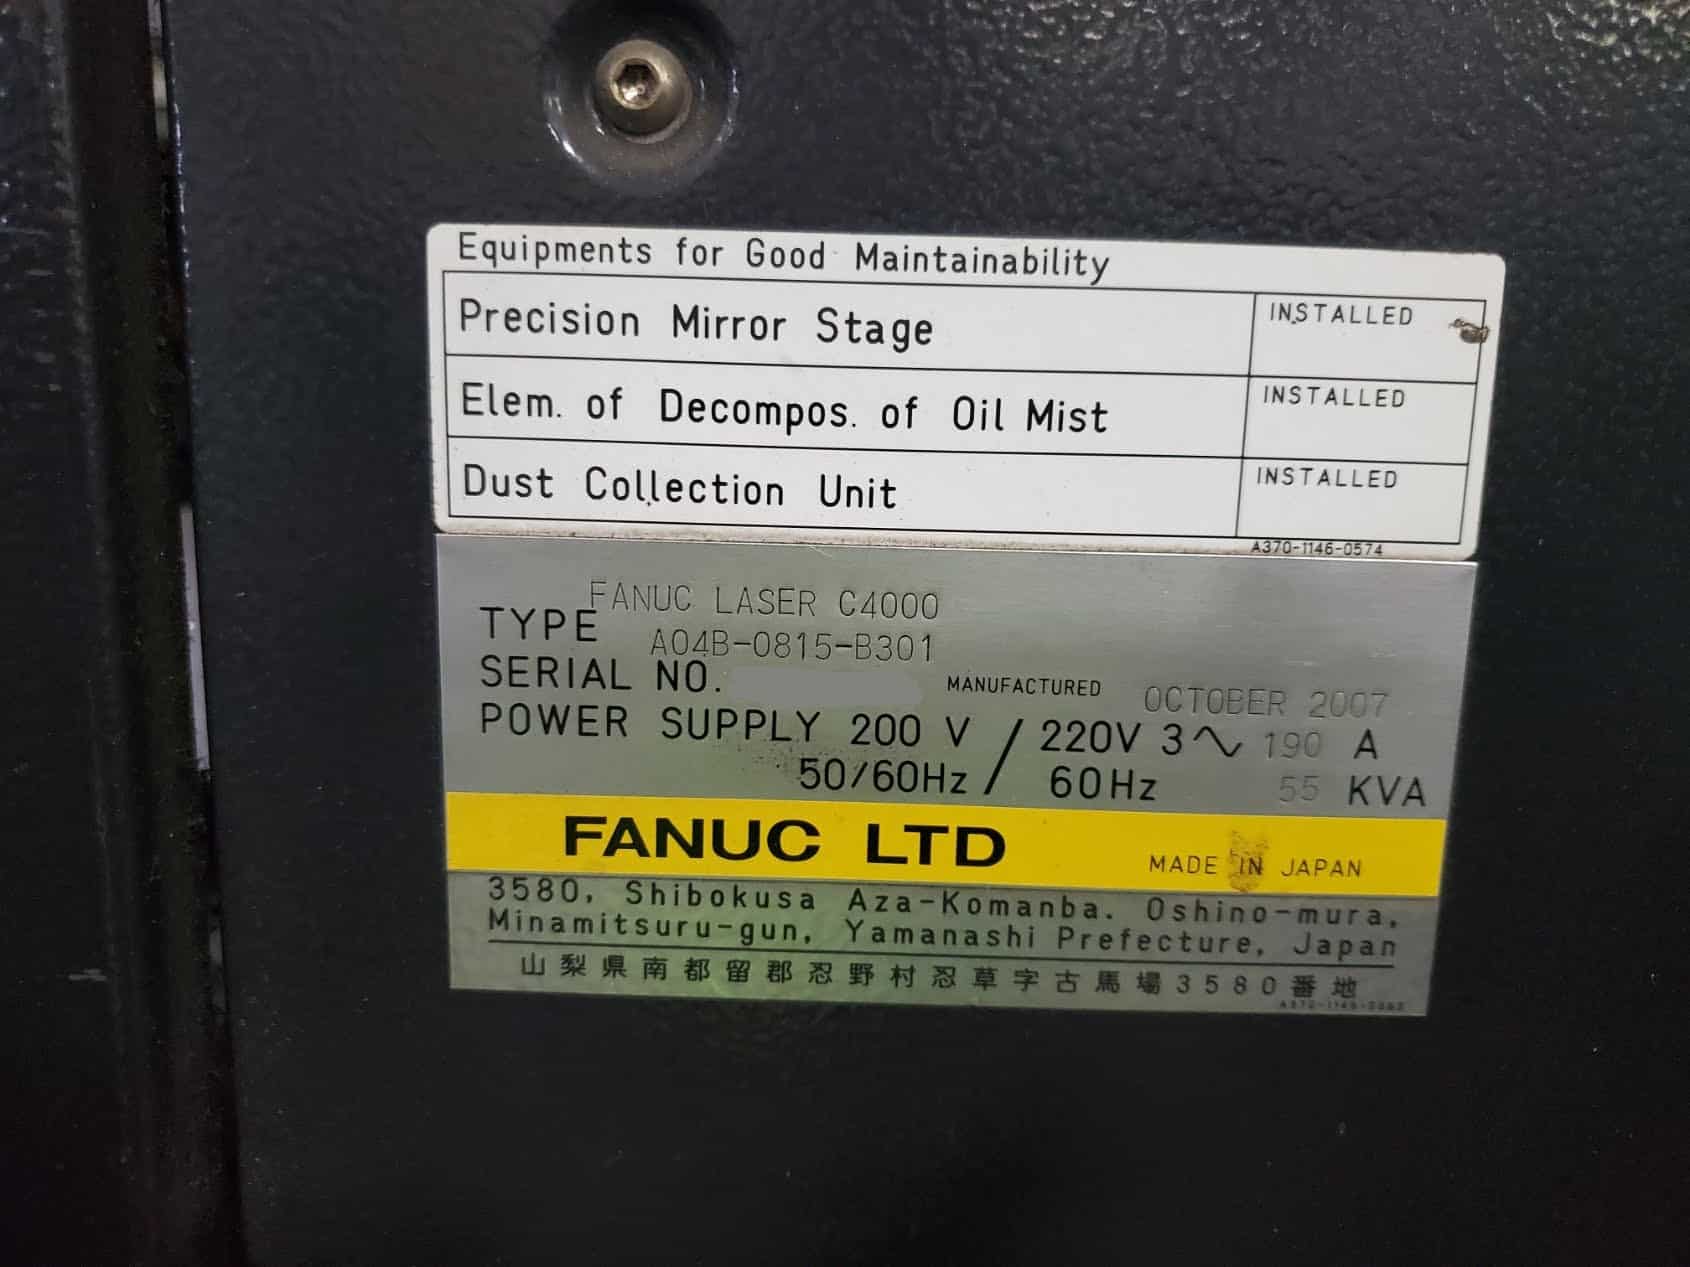 Equipments for Good Maintainability
Precision Mirror Stage INSTALLED
Elem. of Decompos. of Oil Mist INSTALLED
Dust Collection Unit INSTALLED
A370-1146-0574
FANUC LASER C4000
TYPE A04B-0815-B301
SERIAL NO. MANUFACTURED OCTOBER 2007
POWER SUPPLY 200 V / 220V 3∿ 190 A
50/60Hz / 60Hz 55 KVA
FANUC LTD MADE IN JAPAN
3580, Shibokusa Aza-Komanba. Oshino-mura,
Minamitsuru-gun, Yamanashi Prefecture, Japan
山梨県南都留郡忍野村忍草字古馬場3580番地